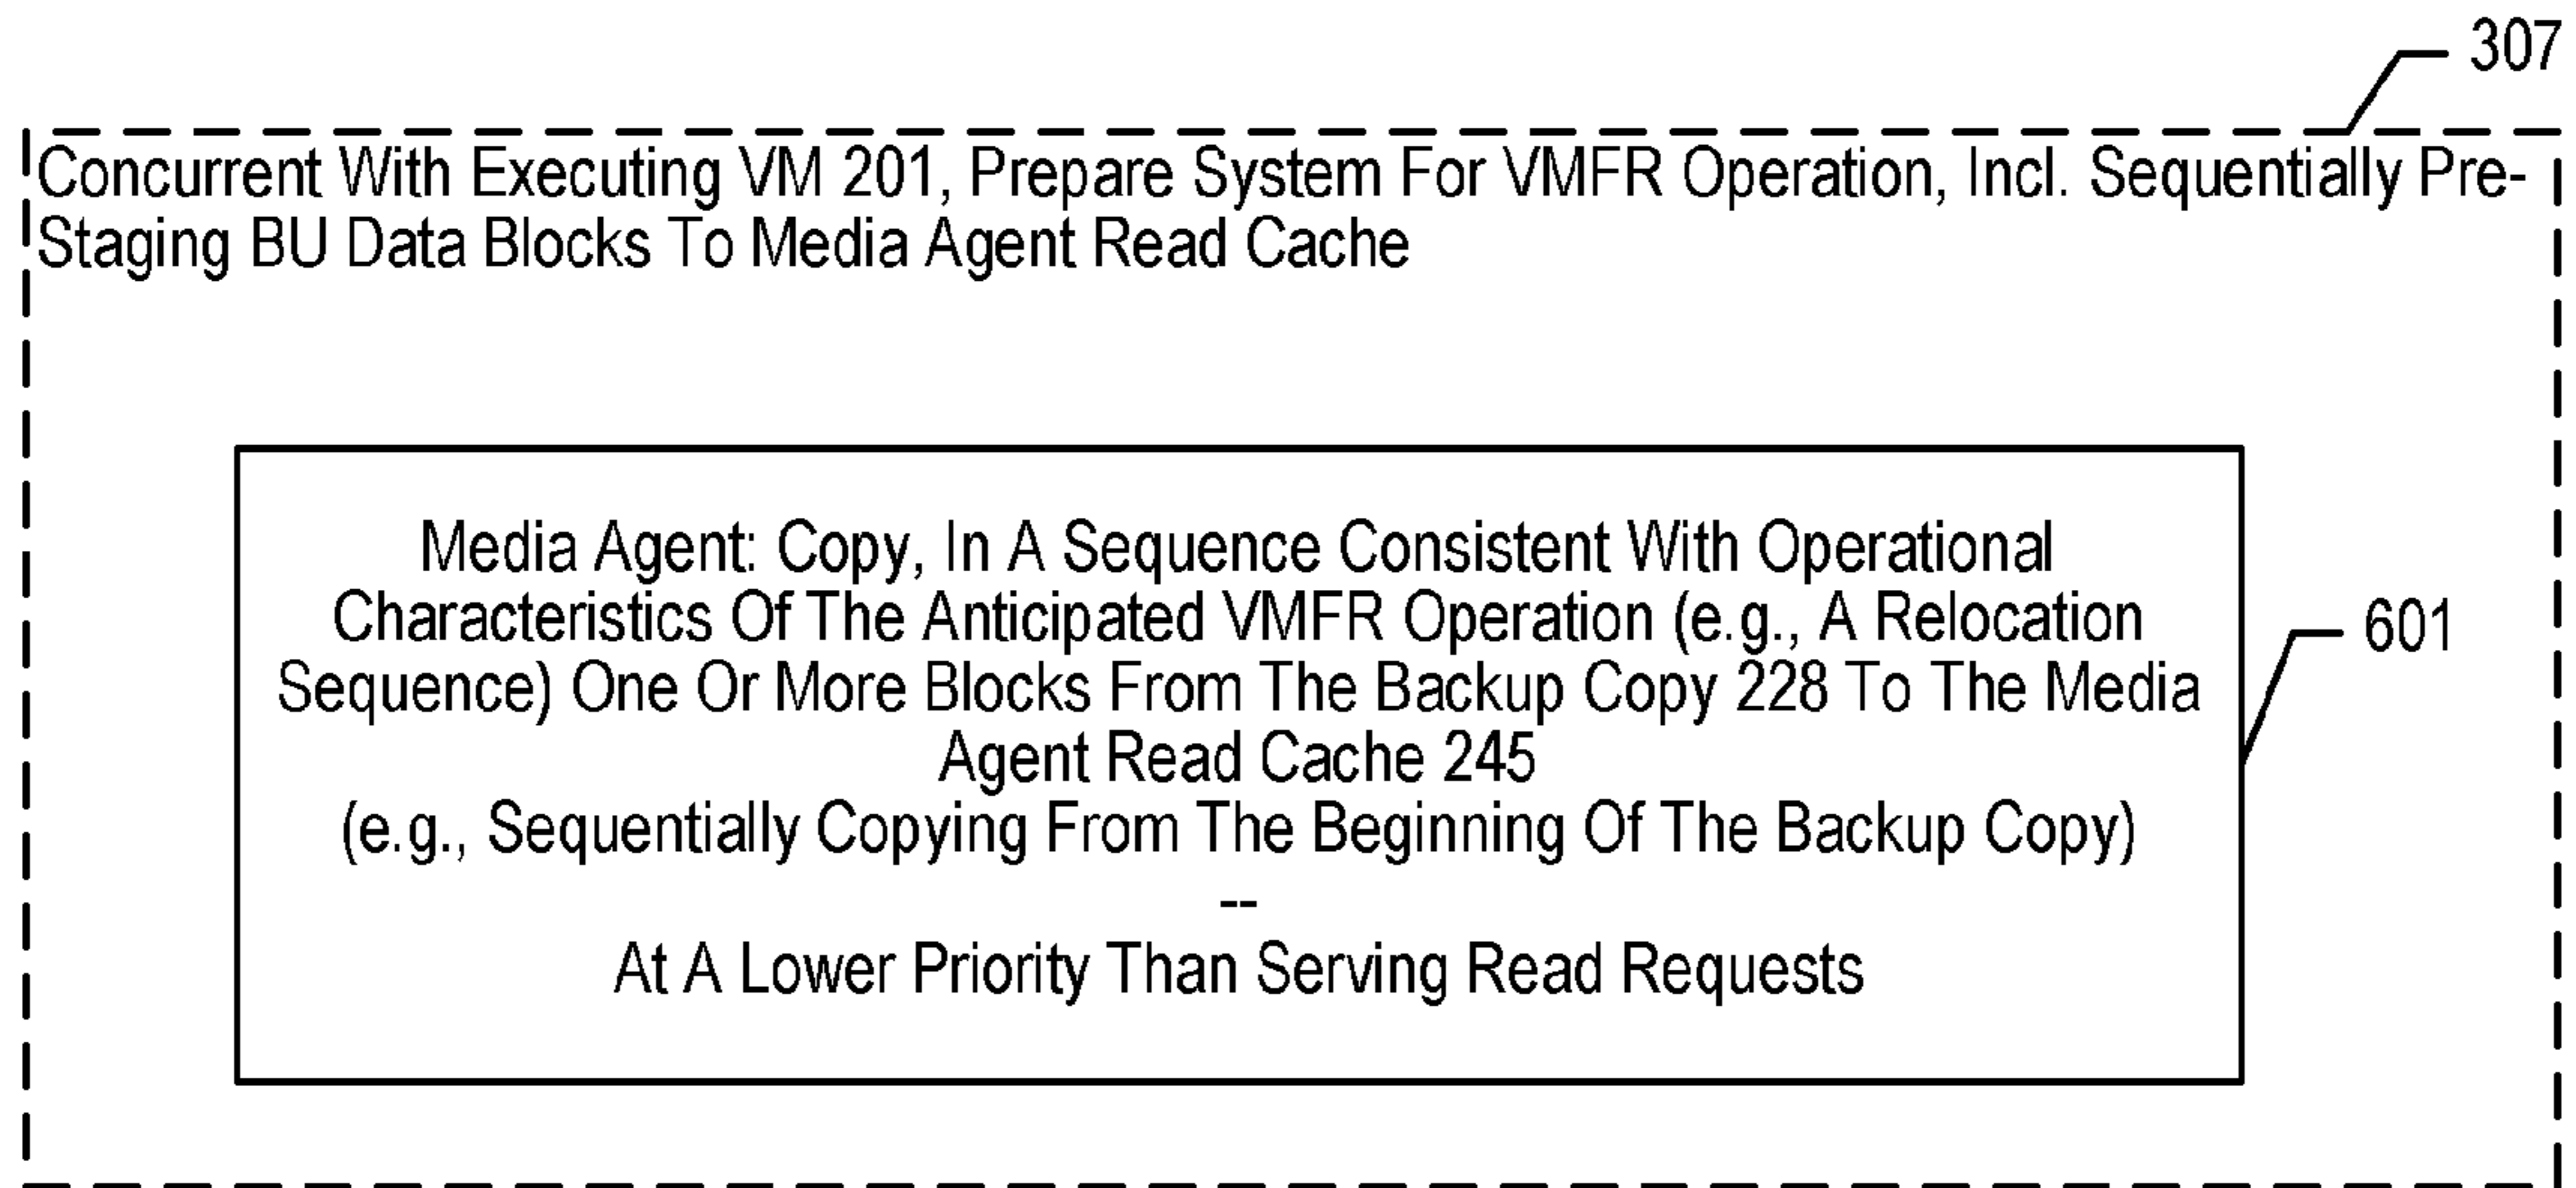 307
Concurrent With Executing VM 201, Prepare System For VMFR Operation, Incl. Sequentially Pre-
Staging BU Data Blocks To Media Agent Read Cache
Media Agent: Copy, In A Sequence Consistent With Operational
Characteristics Of The Anticipated VMFR Operation (e.g., A Relocation
Sequence) One Or More Blocks From The Backup Copy 228 To The Media
Agent Read Cache 245
(e.g., Sequentially Copying From The Beginning Of The Backup Copy)
--
At A Lower Priority Than Serving Read Requests
601